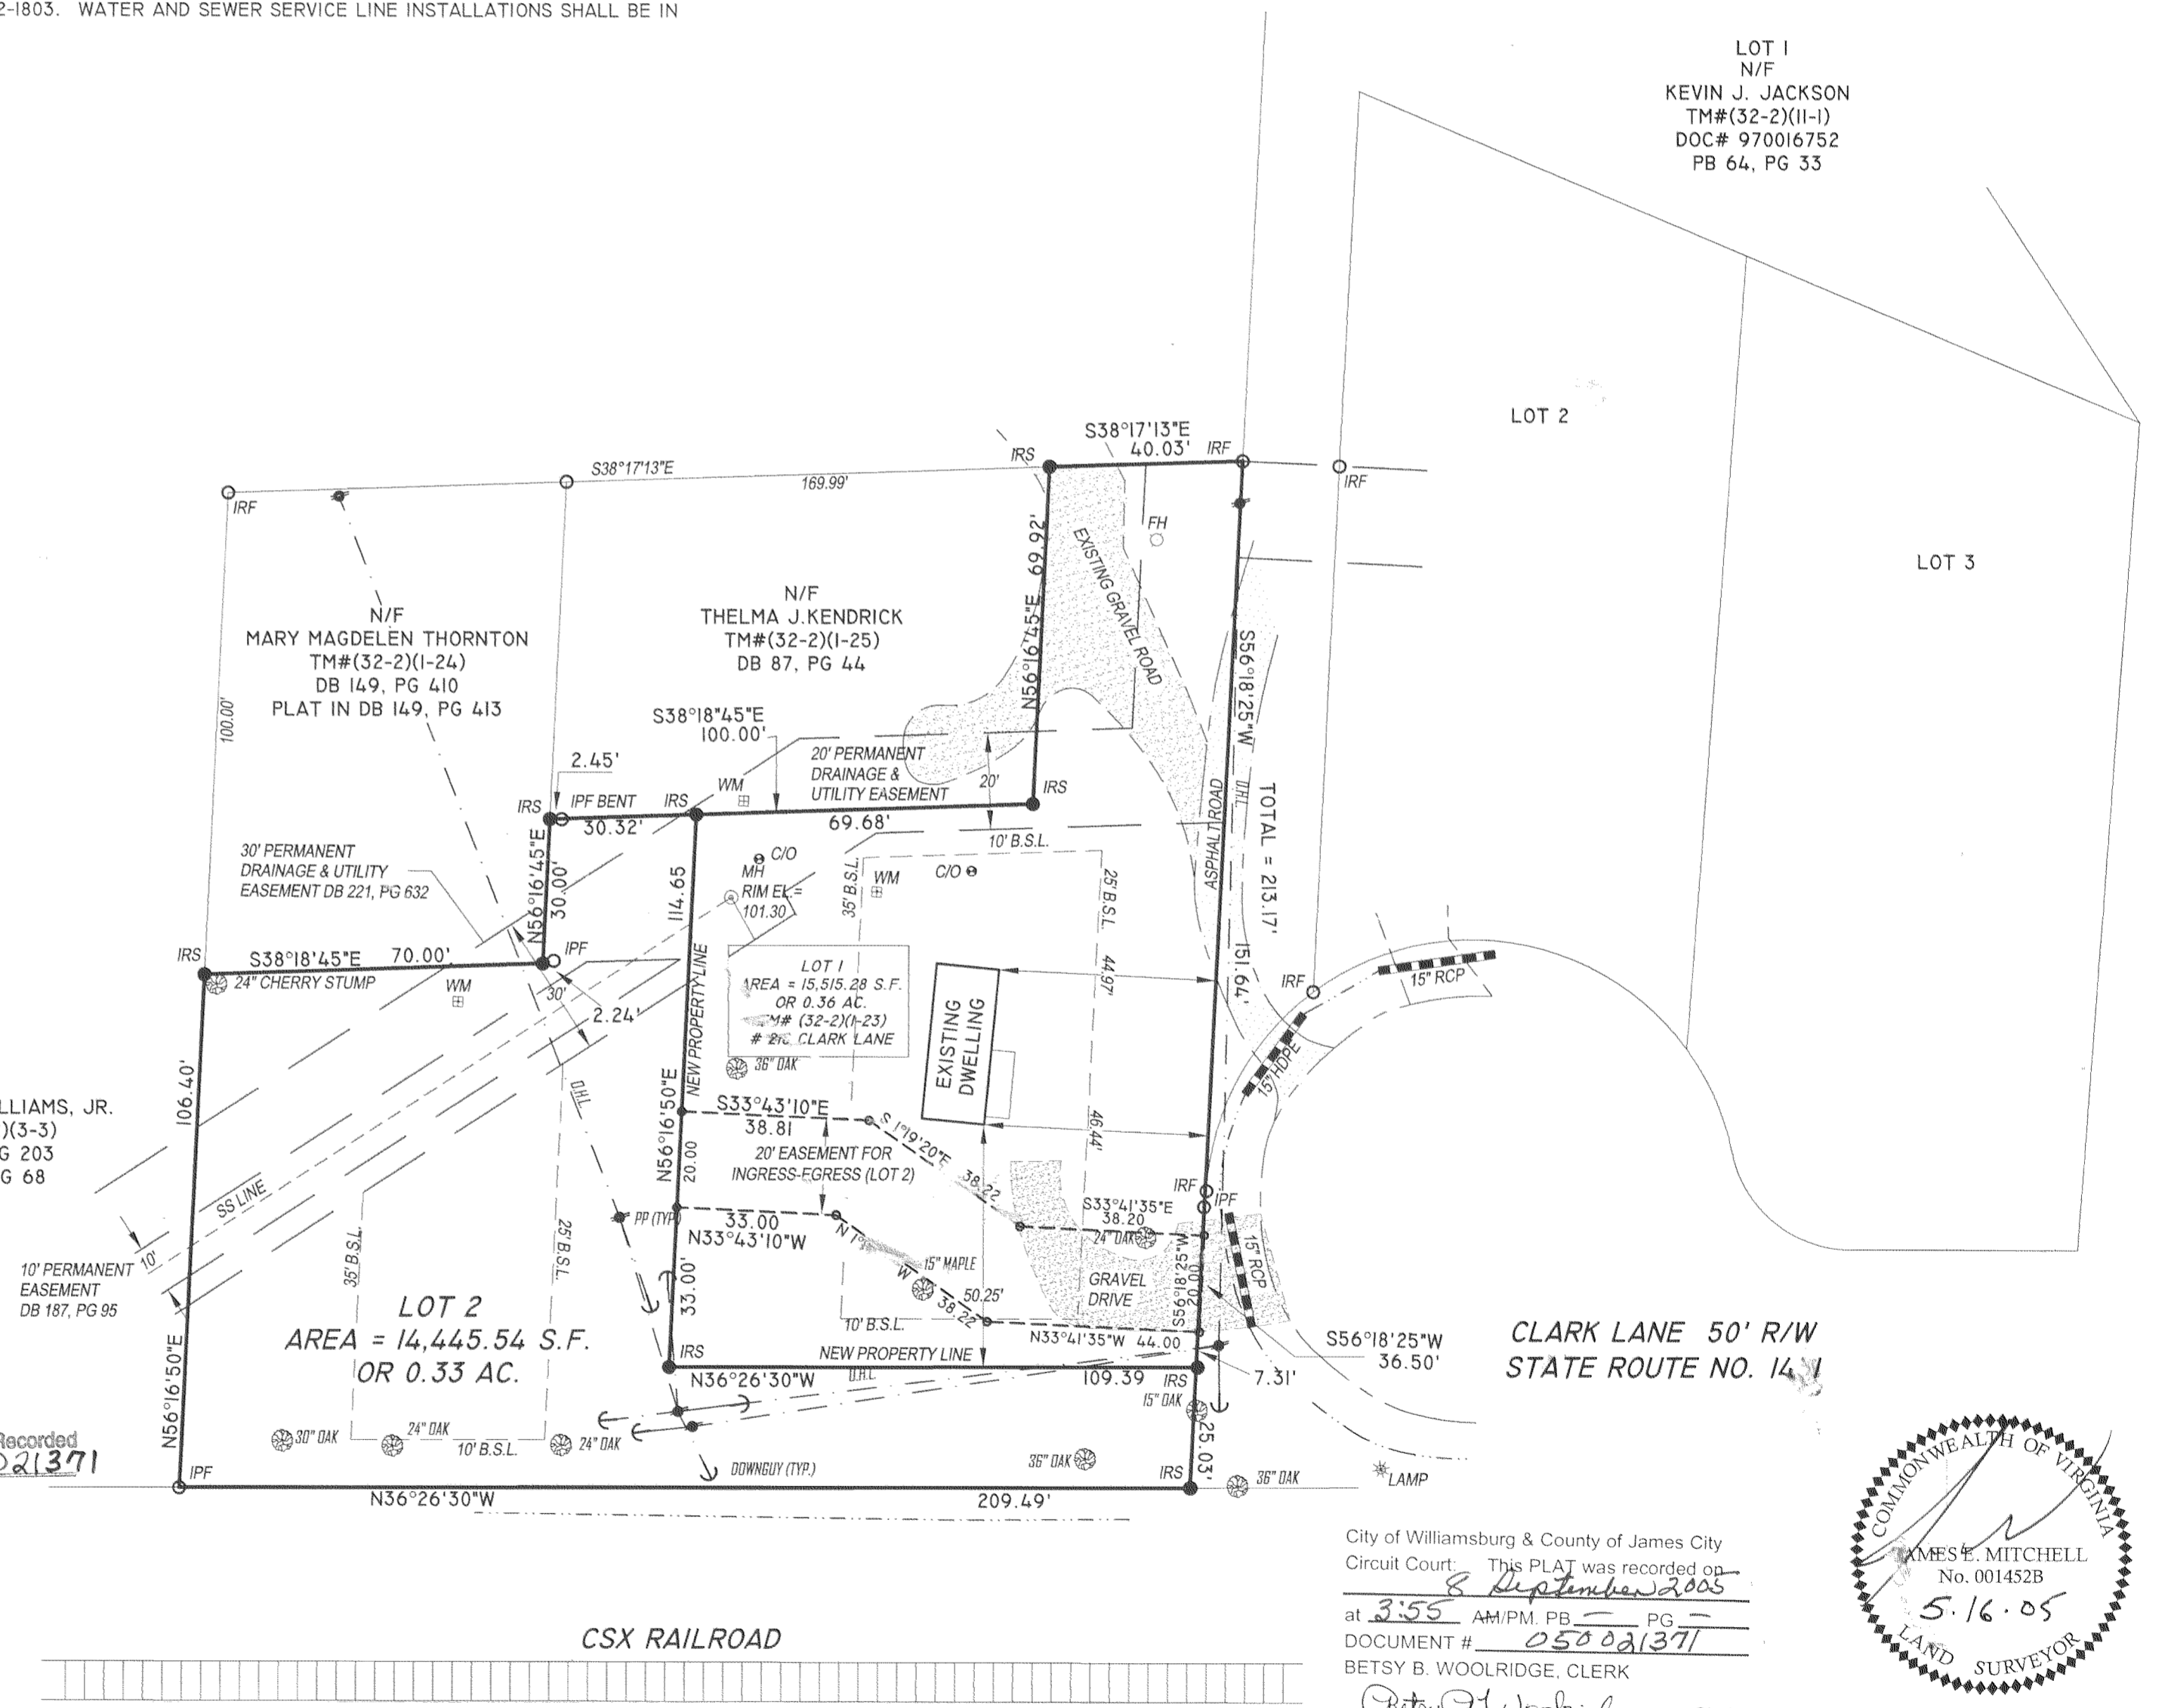 2-1803. WATER AND SEWER SERVICE LINE INSTALLATIONS SHALL BE IN
LOT 1
N/F
KEVIN J. JACKSON
TM#(32-2)(11-1)
DOC# 970016752
PB 64, PG 33
LOT 2
LOT 3
S38°17'13"E
40.03'
IRF
IRS
S38°17'13"E
169.99'
IRF
IRF
FH
EXISTING GRAVEL ROAD
N56°16'45"E 69.92'
N/F
MARY MAGDELEN THORNTON
TM#(32-2)(1-24)
DB 149, PG 410
PLAT IN DB 149, PG 413
N/F
THELMA J.KENDRICK
TM#(32-2)(1-25)
DB 87, PG 44
100.00'
S38°18"45"E
100.00'
2.45'
20' PERMANENT
DRAINAGE &
UTILITY EASEMENT
20'
WM
IRS
IPF BENT
IRS
30.32'
69.68'
IRS
10' B.S.L.
S56°18'25"W
D.H.L.
TOTAL = 213.17'
ASPHALT ROAD
151.64'
30' PERMANENT
DRAINAGE & UTILITY
EASEMENT DB 221, PG 632
N56°16'45"E
30.00'
114.65
C/O
MH
RIM EL.=
101.30
35' B.S.L.
WM
C/O
25' B.S.L.
44.97'
IRS
S38°18'45"E 70.00'
IPF
24" CHERRY STUMP
WM
30'
2.24'
NEW PROPERTY LINE
LOT 1
AREA = 15,515.28 S.F.
OR 0.36 AC.
TM# (32-2)(1-23)
CLARK LANE
36" OAK
EXISTING
DWELLING
46.44'
IRF
15" RCP
15" HDPE
D.H.L.
106.40'
LLIAMS, JR.
)(3-3)
G 203
G 68
SS LINE
10'
10' PERMANENT
EASEMENT
DB 187, PG 95
S33°43'10"E
38.81
S 1°19'20"E
38.22
20' EASEMENT FOR
INGRESS-EGRESS (LOT 2)
N56°16'50"E
20.00
PP (TYP.)
33.00
N33°43'10"W
N 1°
W
38.22
15" MAPLE
50.25'
S33°41'35"E
38.20
24" OAK
IRF
IPF
S56°18'25"W
20.00
15" RCP
GRAVEL
DRIVE
35' B.S.L.
25' B.S.L.
33.00'
10' B.S.L.
N33°41'35"W 44.00
LOT 2
AREA = 14,445.54 S.F.
OR 0.33 AC.
IRS
NEW PROPERTY LINE
N36°26'30"W
D.H.L.
109.39
IRS
7.31'
S56°18'25"W
36.50'
CLARK LANE 50' R/W
STATE ROUTE NO.
15" OAK
25.03'
N56°16'50"E
30" OAK
24" OAK
10' B.S.L.
24" OAK
DOWNGUY (TYP.)
36" OAK
IRS
36" OAK
LAMP
Recorded
021371
IPF
N36°26'30"W
209.49'
COMMONWEALTH OF VIRGINIA
E. MITCHELL
No. 001452B
5.16.05
LAND SURVEYOR
City of Williamsburg & County of James City
Circuit Court: This PLAT was recorded on
8 September 2005
at 3:55 AM/PM. PB — PG —
DOCUMENT # 050021371
BETSY B. WOOLRIDGE, CLERK
CSX RAILROAD